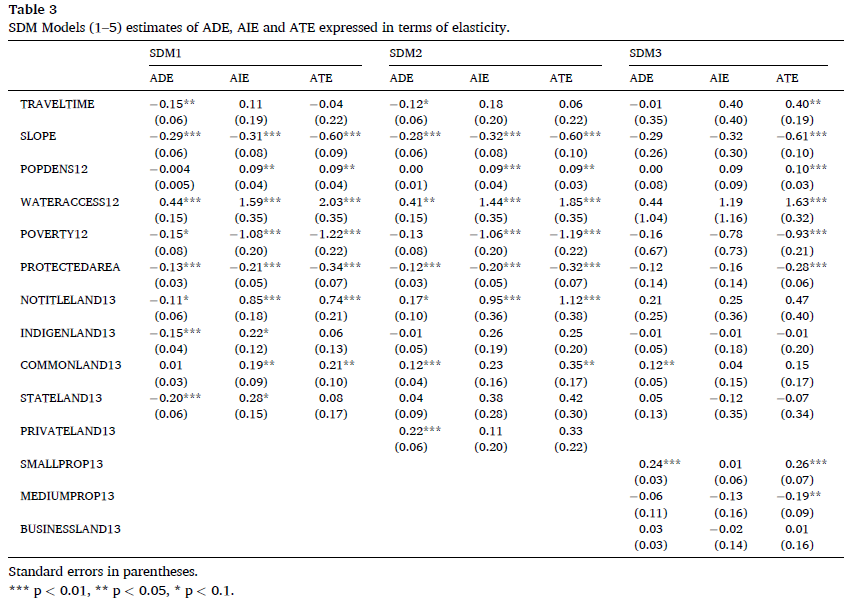 Table 3
SDM Models (1–5) estimates of ADE, AIE and ATE expressed in terms of elasticity.
SDM1 SDM2 SDM3
ADE AIE ATE ADE AIE ATE ADE AIE ATE
TRAVELTIME −0.15** 0.11 −0.04 −0.12* 0.18 0.06 −0.01 0.40 0.40**
(0.06) (0.19) (0.22) (0.06) (0.20) (0.22) (0.35) (0.40) (0.19)
SLOPE −0.29*** −0.31*** −0.60*** −0.28*** −0.32*** −0.60*** −0.29 −0.32 −0.61***
(0.06) (0.08) (0.09) (0.06) (0.08) (0.10) (0.26) (0.30) (0.10)
POPDENS12 −0.004 0.09** 0.09** 0.00 0.09*** 0.09** 0.00 0.09 0.10***
(0.005) (0.04) (0.04) (0.01) (0.04) (0.03) (0.08) (0.09) (0.03)
WATERACCESS12 0.44*** 1.59*** 2.03*** 0.41** 1.44*** 1.85*** 0.44 1.19 1.63***
(0.15) (0.35) (0.35) (0.15) (0.35) (0.35) (1.04) (1.16) (0.32)
POVERTY12 −0.15* −1.08*** −1.22*** −0.13 −1.06*** −1.19*** −0.16 −0.78 −0.93***
(0.08) (0.20) (0.22) (0.08) (0.20) (0.22) (0.67) (0.73) (0.21)
PROTECTEDAREA −0.13*** −0.21*** −0.34*** −0.12*** −0.20*** −0.32*** −0.12 −0.16 −0.28***
(0.03) (0.05) (0.07) (0.03) (0.05) (0.07) (0.14) (0.14) (0.06)
NOTITLELAND13 −0.11* 0.85*** 0.74*** 0.17* 0.95*** 1.12*** 0.21 0.25 0.47
(0.06) (0.18) (0.21) (0.10) (0.36) (0.38) (0.25) (0.36) (0.40)
INDIGENLAND13 −0.15*** 0.22* 0.06 −0.01 0.26 0.25 −0.01 −0.01 −0.01
(0.04) (0.12) (0.13) (0.05) (0.19) (0.20) (0.05) (0.18) (0.20)
COMMONLAND13 0.01 0.19** 0.21** 0.12*** 0.23 0.35** 0.12** 0.04 0.15
(0.03) (0.09) (0.10) (0.04) (0.16) (0.17) (0.05) (0.15) (0.17)
STATELAND13 −0.20*** 0.28* 0.08 0.04 0.38 0.42 0.05 −0.12 −0.07
(0.06) (0.15) (0.17) (0.09) (0.28) (0.30) (0.13) (0.35) (0.34)
PRIVATELAND13 0.22*** 0.11 0.33
(0.06) (0.20) (0.22)
SMALLPROP13 0.24*** 0.01 0.26***
(0.03) (0.06) (0.07)
MEDIUMPROP13 −0.06 −0.13 −0.19**
(0.11) (0.16) (0.09)
BUSINESSLAND13 0.03 −0.02 0.01
(0.03) (0.14) (0.16)
Standard errors in parentheses.
*** p < 0.01, ** p < 0.05, * p < 0.1.